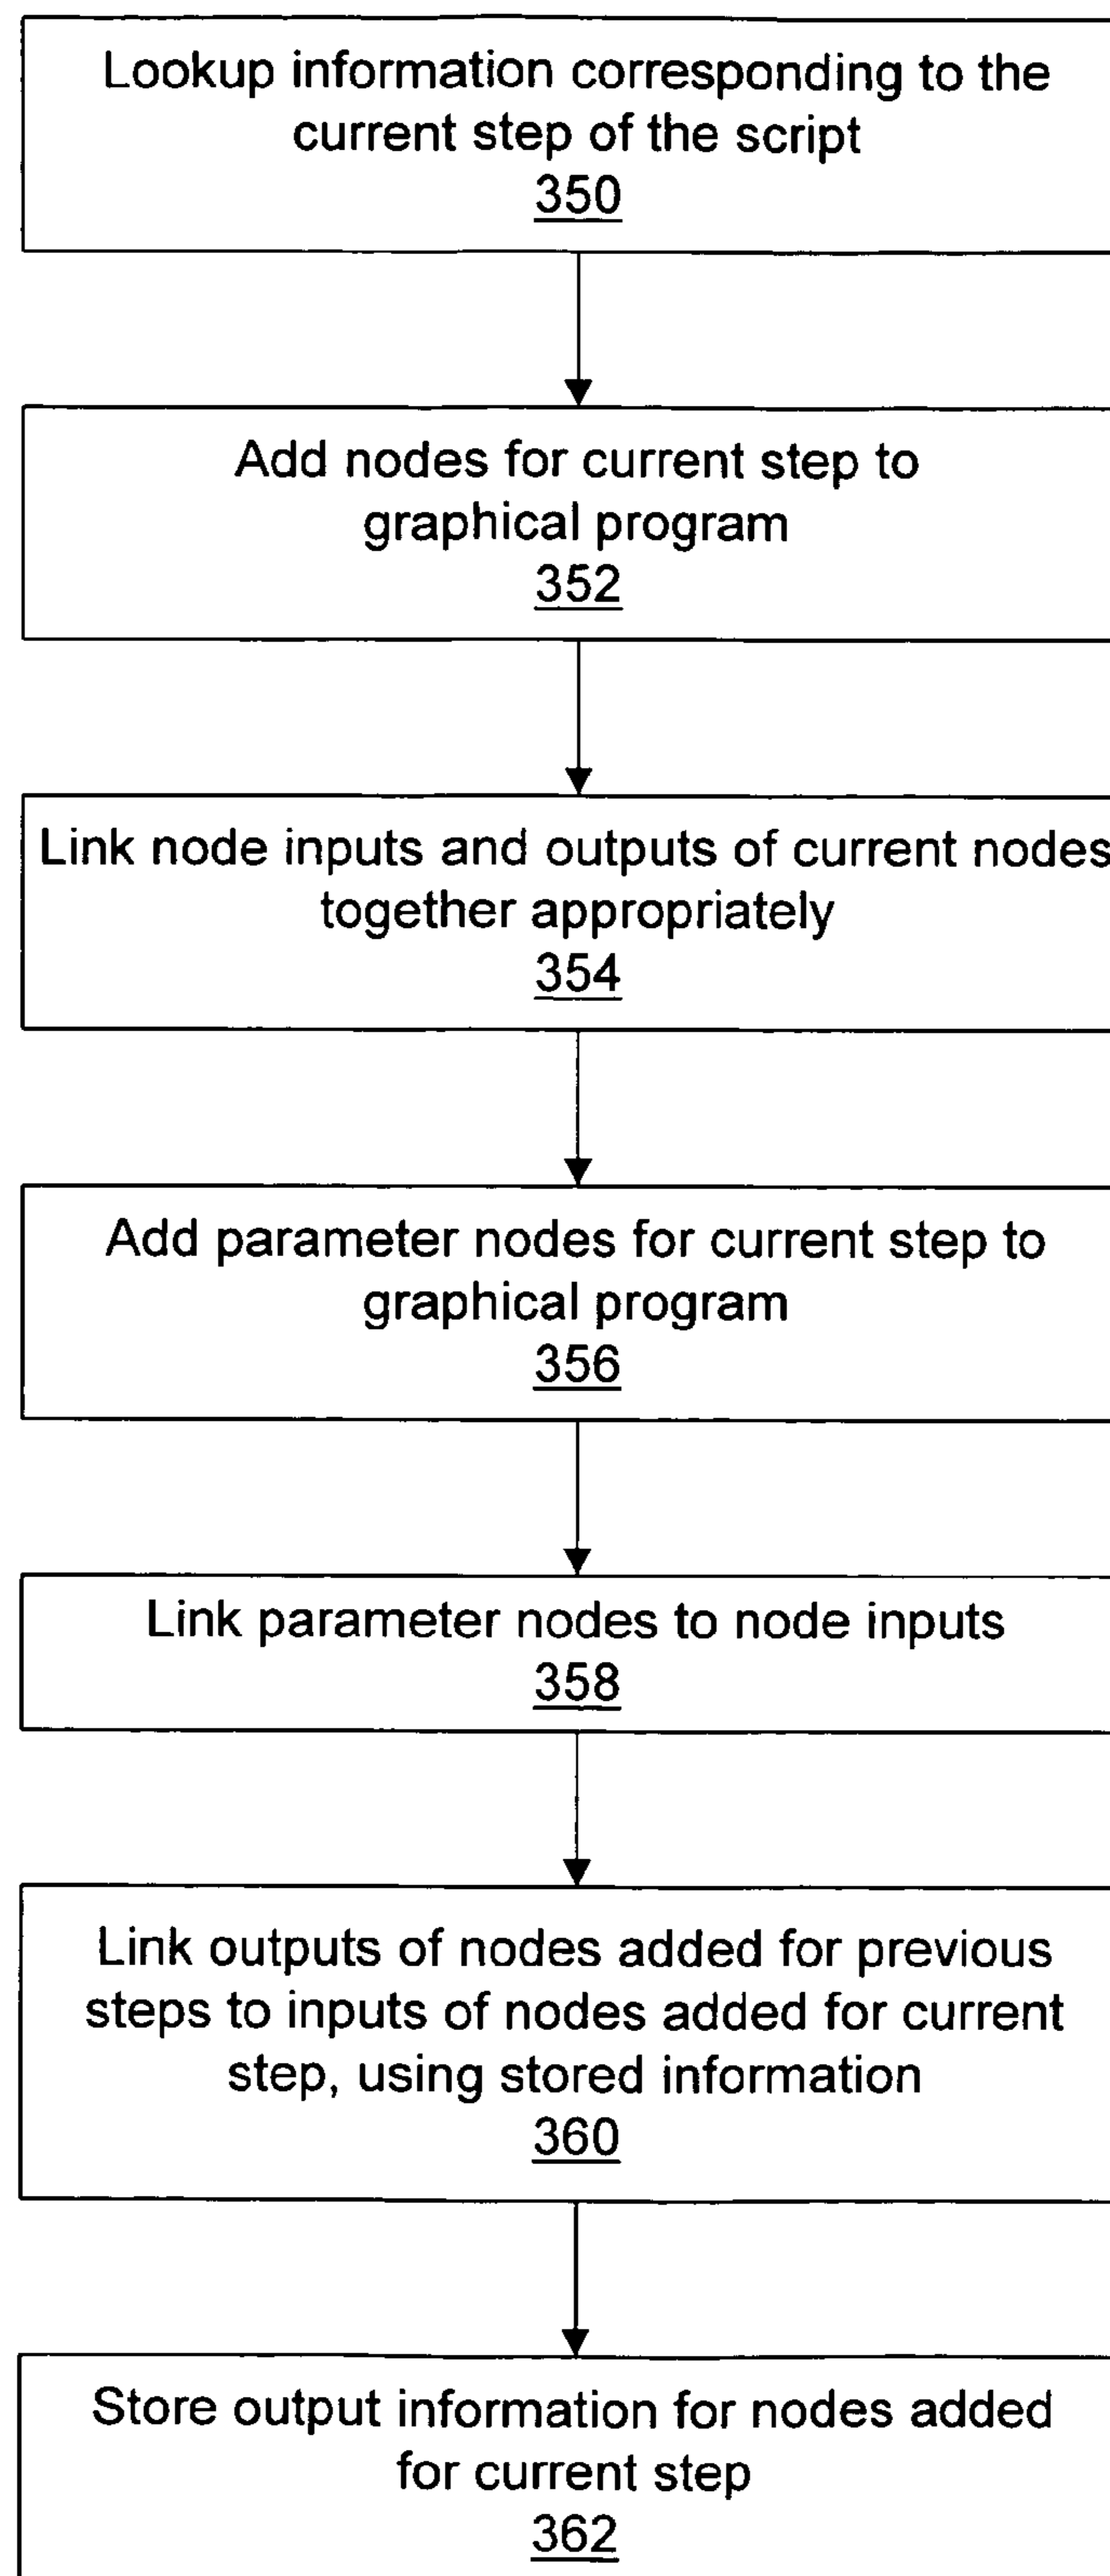 Lookup information corresponding to the
current step of the script
350
Add nodes for current step to
graphical program
352
Link node inputs and outputs of current nodes
together appropriately
354
Add parameter nodes for current step to
graphical program
356
Link parameter nodes to node inputs
358
Link outputs of nodes added for previous
steps to inputs of nodes added for current
step, using stored information
360
Store output information for nodes added
for current step
362